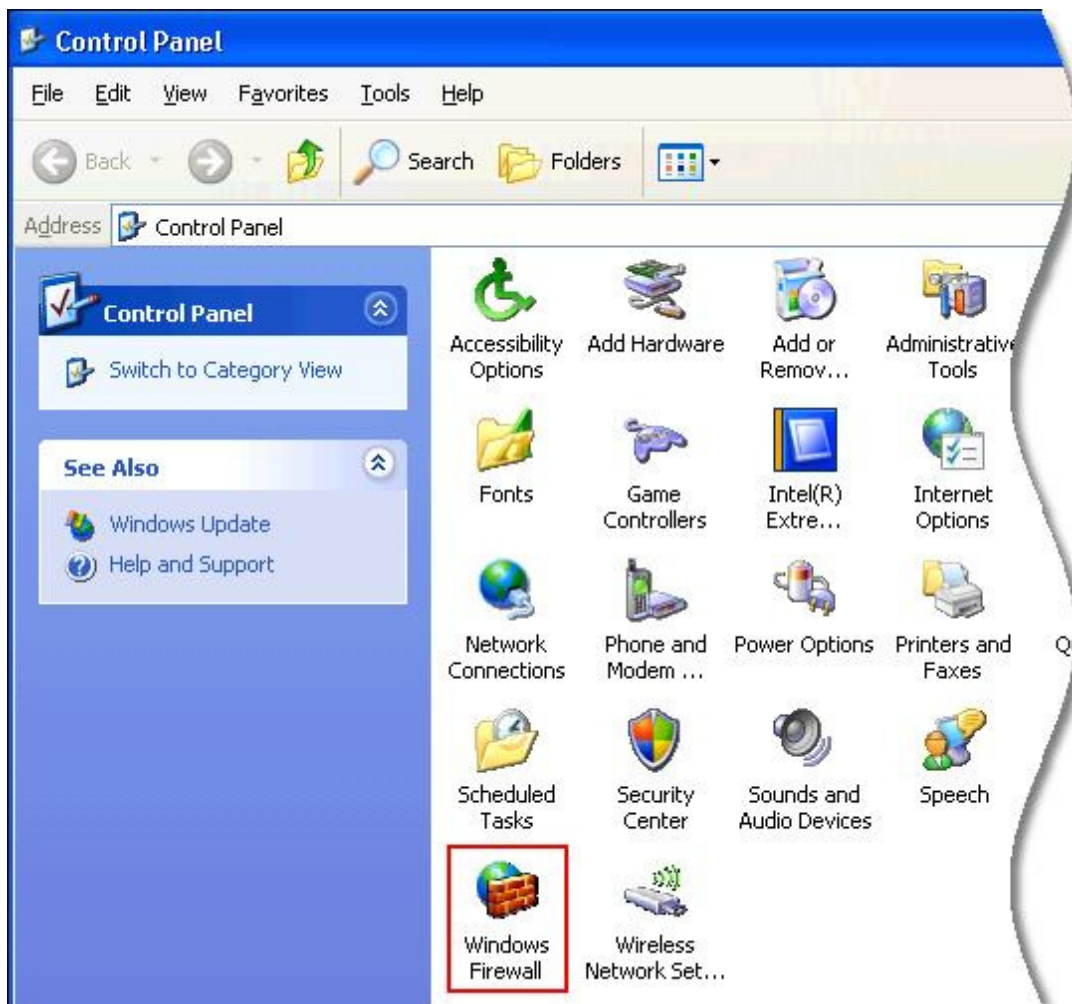 Control Panel
File Edit View Favorites Tools Help
Back Search Folders
Address Control Panel
Control Panel
Switch to Category View
See Also
Windows Update
Help and Support
Accessibility
Options
Add Hardware
Add or
Remov...
Administrative
Tools
Fonts
Game
Controllers
Intel(R)
Extre...
Internet
Options
Network
Connections
Phone and
Modem ...
Power Options
Printers and
Faxes
Scheduled
Tasks
Security
Center
Sounds and
Audio Devices
Speech
Windows
Firewall
Wireless
Network Set...